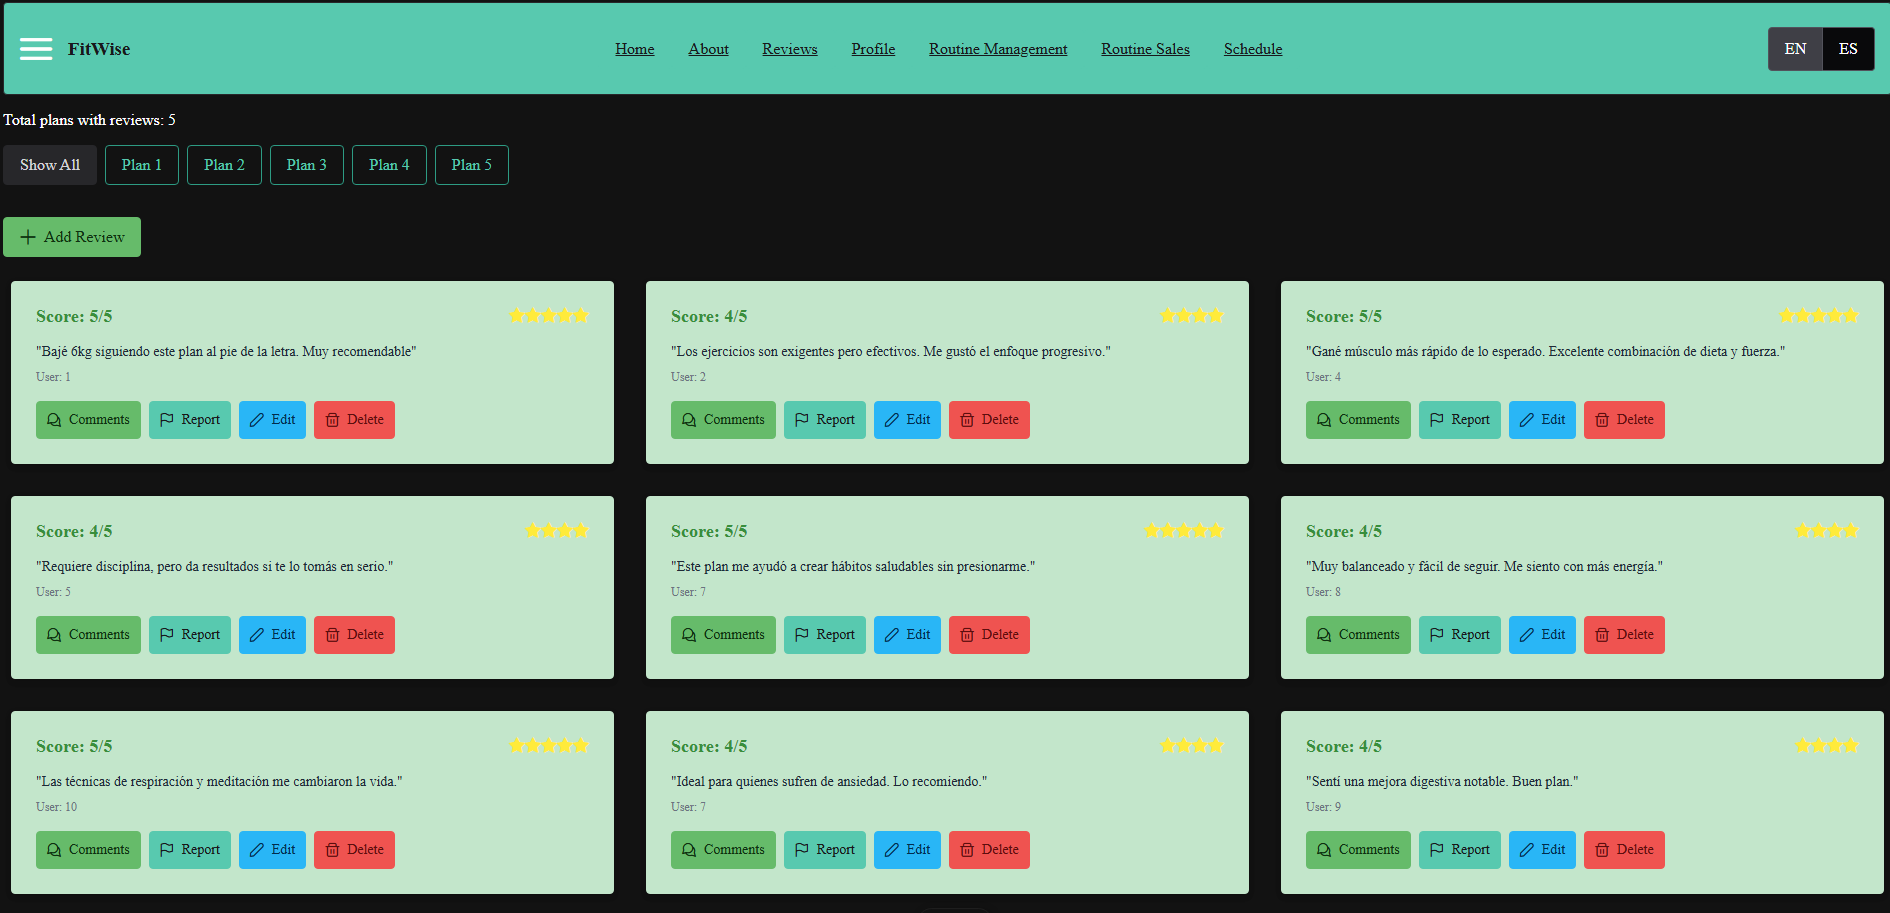 FitWise
Home About Reviews Profile Routine Management Routine Sales Schedule
EN ES
Total plans with reviews: 5
Show All Plan 1 Plan 2 Plan 3 Plan 4 Plan 5
Add Review
Score: 5/5
"Bajé 6kg siguiendo este plan al pie de la letra. Muy recomendable"
User: 1
Comments Report Edit Delete
Score: 4/5
"Los ejercicios son exigentes pero efectivos. Me gustó el enfoque progresivo."
User: 2
Comments Report Edit Delete
Score: 5/5
"Gané músculo más rápido de lo esperado. Excelente combinación de dieta y fuerza."
User: 4
Comments Report Edit Delete
Score: 4/5
"Requiere disciplina, pero da resultados si te lo tomás en serio."
User: 5
Comments Report Edit Delete
Score: 5/5
"Este plan me ayudó a crear hábitos saludables sin presionarme."
User: 7
Comments Report Edit Delete
Score: 4/5
"Muy balanceado y fácil de seguir. Me siento con más energía."
User: 8
Comments Report Edit Delete
Score: 5/5
"Las técnicas de respiración y meditación me cambiaron la vida."
User: 10
Comments Report Edit Delete
Score: 4/5
"Ideal para quienes sufren de ansiedad. Lo recomiendo."
User: 7
Comments Report Edit Delete
Score: 4/5
"Sentí una mejora digestiva notable. Buen plan."
User: 9
Comments Report Edit Delete